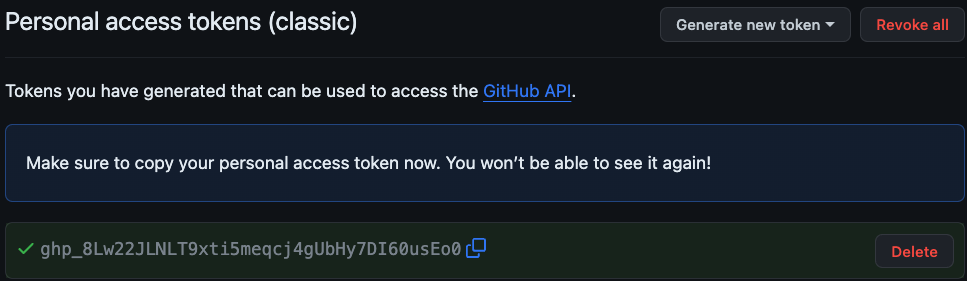 Personal access tokens (classic)
Generate new token
Revoke all
Tokens you have generated that can be used to access the GitHub API.
Make sure to copy your personal access token now. You won’t be able to see it again!
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
Delete